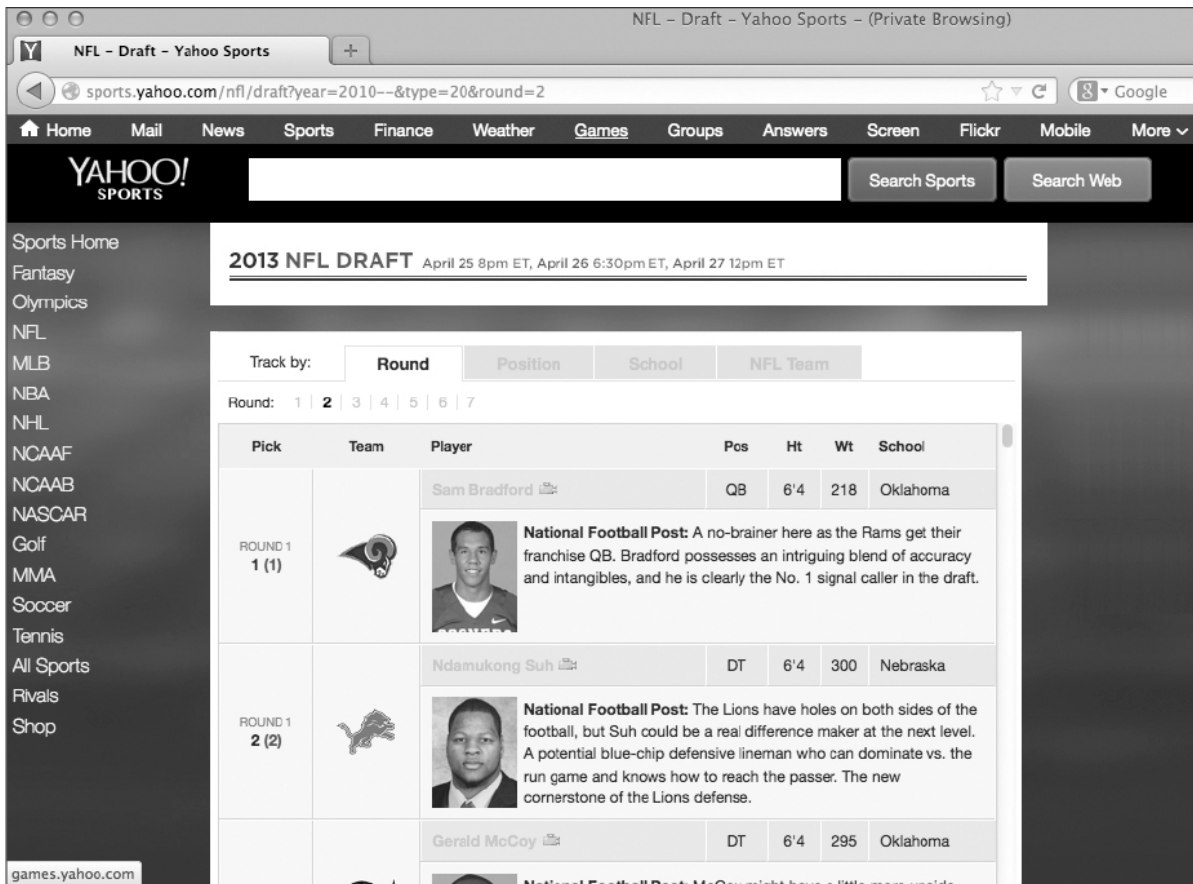 NFL – Draft – Yahoo Sports – (Private Browsing)
Y NFL – Draft – Yahoo Sports +
sports.yahoo.com/nfl/draft?year=2010--&type=20&round=2 8 Google
Home Mail News Sports Finance Weather Games Groups Answers Screen Flickr Mobile More
YAHOO! Search Sports Search Web
SPORTS
Sports Home
Fantasy
Olympics
NFL
MLB
NBA
NHL
NCAAF
NCAAB
NASCAR
Golf
MMA
Soccer
Tennis
All Sports
Rivals
Shop
2013 NFL DRAFT April 25 8pm ET, April 26 6:30pm ET, April 27 12pm ET
Track by: Round Position School NFL Team
Round: 1 | 2 | 3 | 4 | 5 | 6 | 7
Pick Team Player Pos Ht Wt School
Sam Bradford QB 6'4 218 Oklahoma
ROUND 1
1 (1)
National Football Post: A no-brainer here as the Rams get their
franchise QB. Bradford possesses an intriguing blend of accuracy
and intangibles, and he is clearly the No. 1 signal caller in the draft.
Ndamukong Suh DT 6'4 300 Nebraska
ROUND 1
2 (2)
National Football Post: The Lions have holes on both sides of the
football, but Suh could be a real difference maker at the next level.
A potential blue-chip defensive lineman who can dominate vs. the
run game and knows how to reach the passer. The new
cornerstone of the Lions defense.
Gerald McCoy DT 6'4 295 Oklahoma
National Football Post: McCoy might have a little more upside
games.yahoo.com